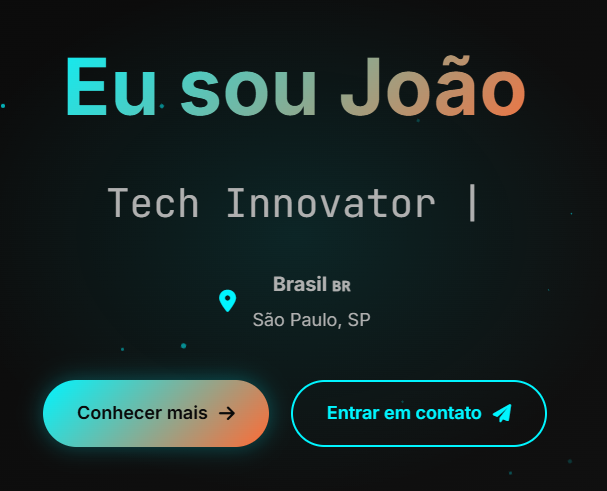 Eu sou João
Tech Innovator |
Brasil BR
São Paulo, SP
Conhecer mais
Entrar em contato